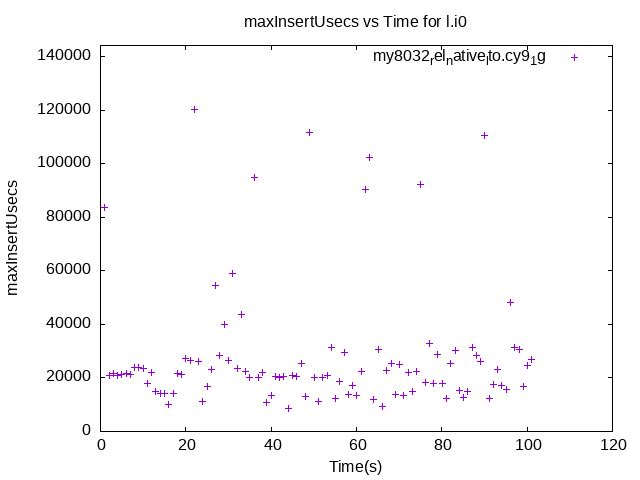 maxInsertUsecs vs Time for l.i0
my8032relnativelto.cy91g
140000
120000
100000
80000
60000
40000
20000
0
maxInsertUsecs
0 20 40 60 80 100 120
Time(s)